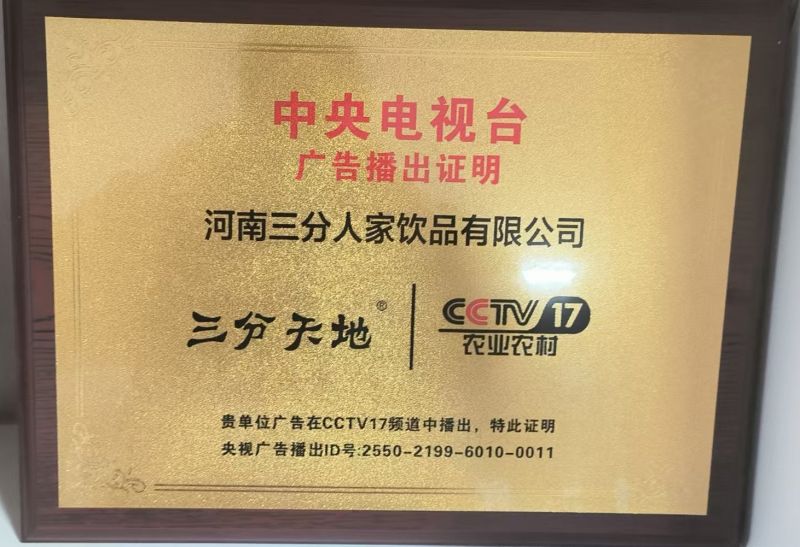 中央电视台
广告播出证明
河南三分人家饮品有限公司
三分天地®
CCTV 17
农业农村
贵单位广告在CCTV17频道中播出，特此证明
央视广告播出ID号:2550-2199-6010-0011